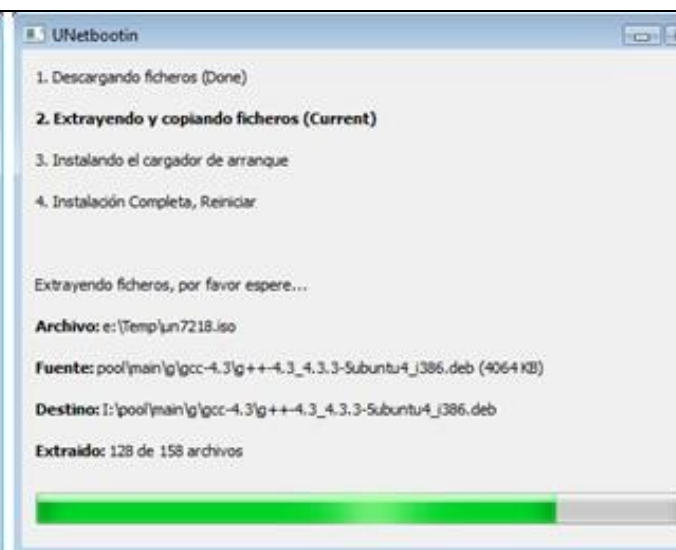 UNetbootin
1. Descargando ficheros (Done)
2. Extrayendo y copiando ficheros (Current)
3. Instalando el cargador de arranque
4. Instalación Completa, Reiniciar
Extrayendo ficheros, por favor espere...
Archivo: e:\Temp\un7218.iso
Fuente: pool\main\g\gcc-4.3\g++-4.3_4.3.3-5ubuntu4_i386.deb (4064 KB)
Destino: I:\pool\main\g\gcc-4.3\g++-4.3_4.3.3-5ubuntu4_i386.deb
Extraído: 128 de 158 archivos